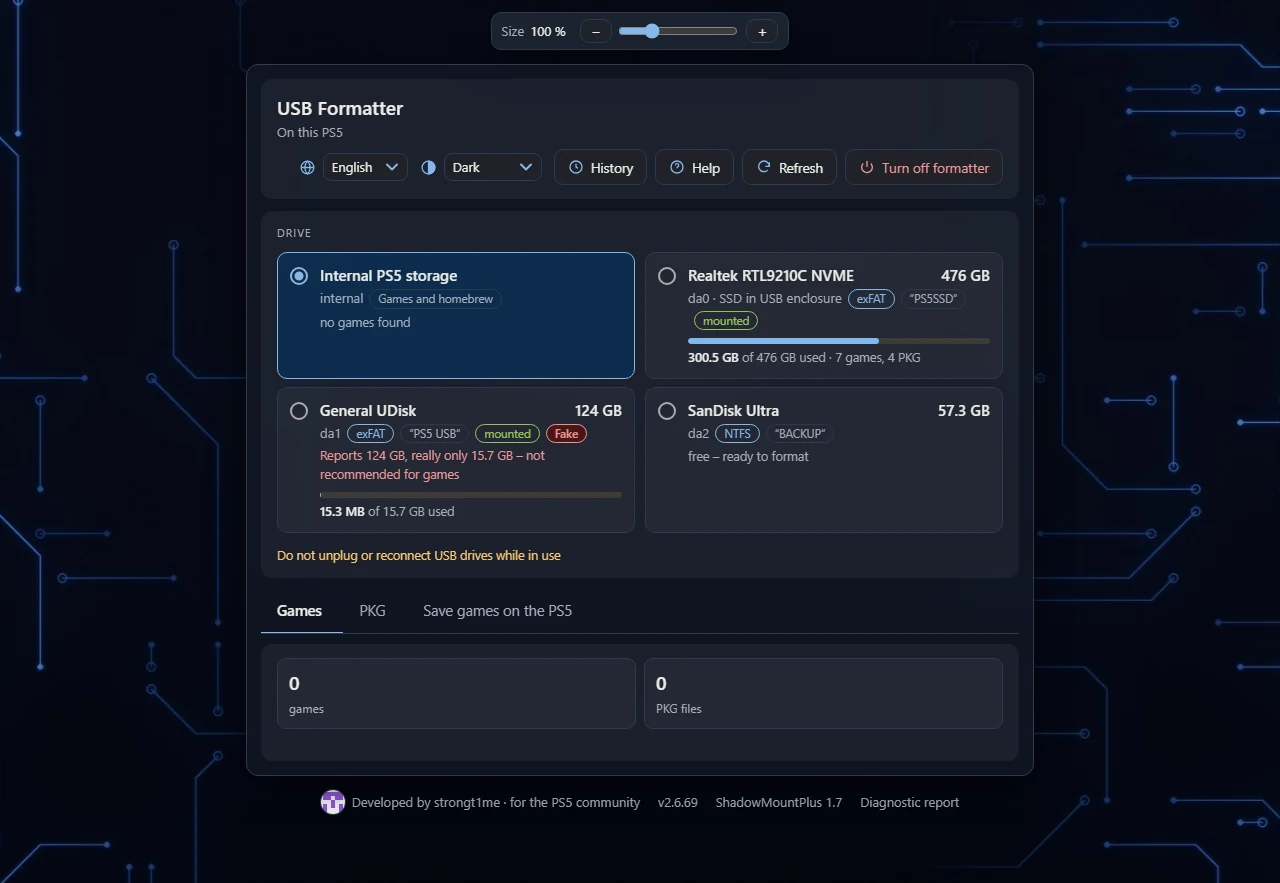 Size 100 % − +
USB Formatter
On this PS5
English Dark History Help Refresh Turn off formatter
DRIVE
Internal PS5 storage
internal Games and homebrew
no games found
Realtek RTL9210C NVME 476 GB
da0 · SSD in USB enclosure exFAT "PS5SSD"
mounted
300.5 GB of 476 GB used · 7 games, 4 PKG
General UDisk 124 GB
da1 exFAT "PS5 USB" mounted Fake
Reports 124 GB, really only 15.7 GB – not
recommended for games
15.3 MB of 15.7 GB used
SanDisk Ultra 57.3 GB
da2 NTFS "BACKUP"
free – ready to format
Do not unplug or reconnect USB drives while in use
Games PKG Save games on the PS5
0
games
0
PKG files
Developed by strongt1me · for the PS5 community v2.6.69 ShadowMountPlus 1.7 Diagnostic report